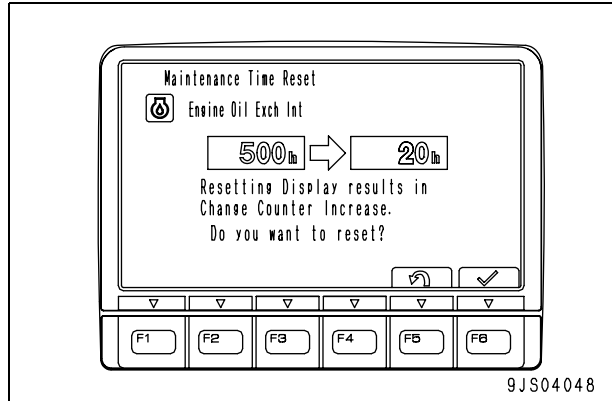 Maintenance Time Reset
Engine Oil Exch Int
500h 20h
Resetting Display results in
Change Counter Increase.
Do you want to reset?
F1 F2 F3 F4 F5 F6
9JS04048